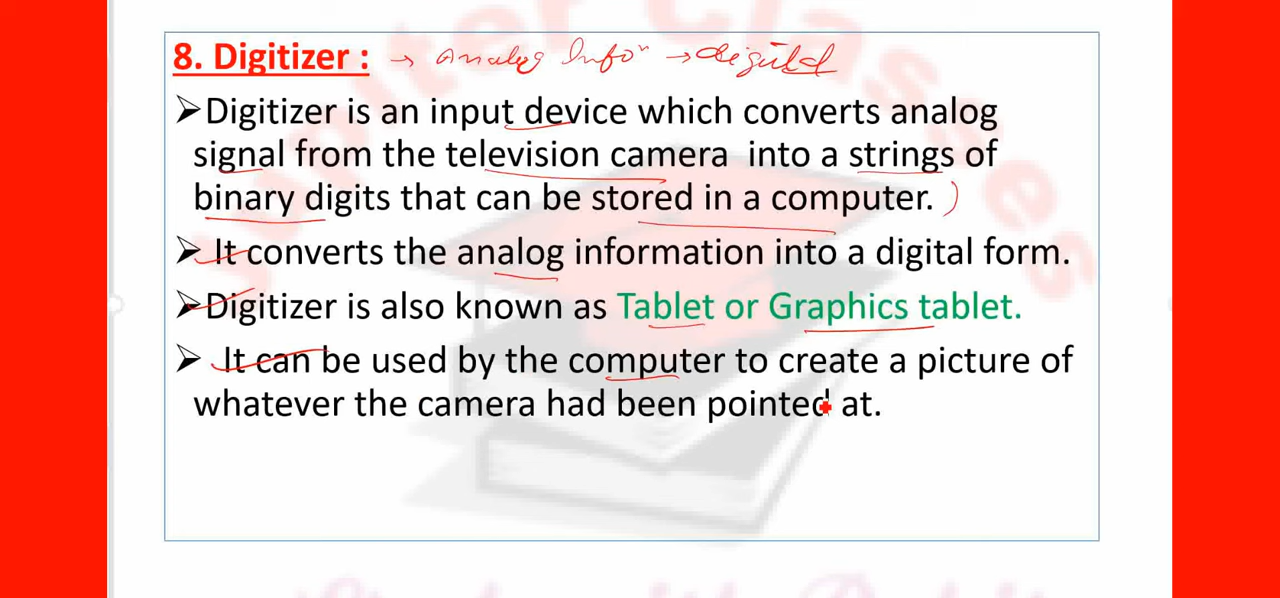 8. Digitizer : → Analog Infoⁿ → digital
➤Digitizer is an input device which converts analog
signal from the television camera into a strings of
binary digits that can be stored in a computer. )
➤ It converts the analog information into a digital form.
➤Digitizer is also known as Tablet or Graphics tablet.
➤ It can be used by the computer to create a picture of
whatever the camera had been pointed at.